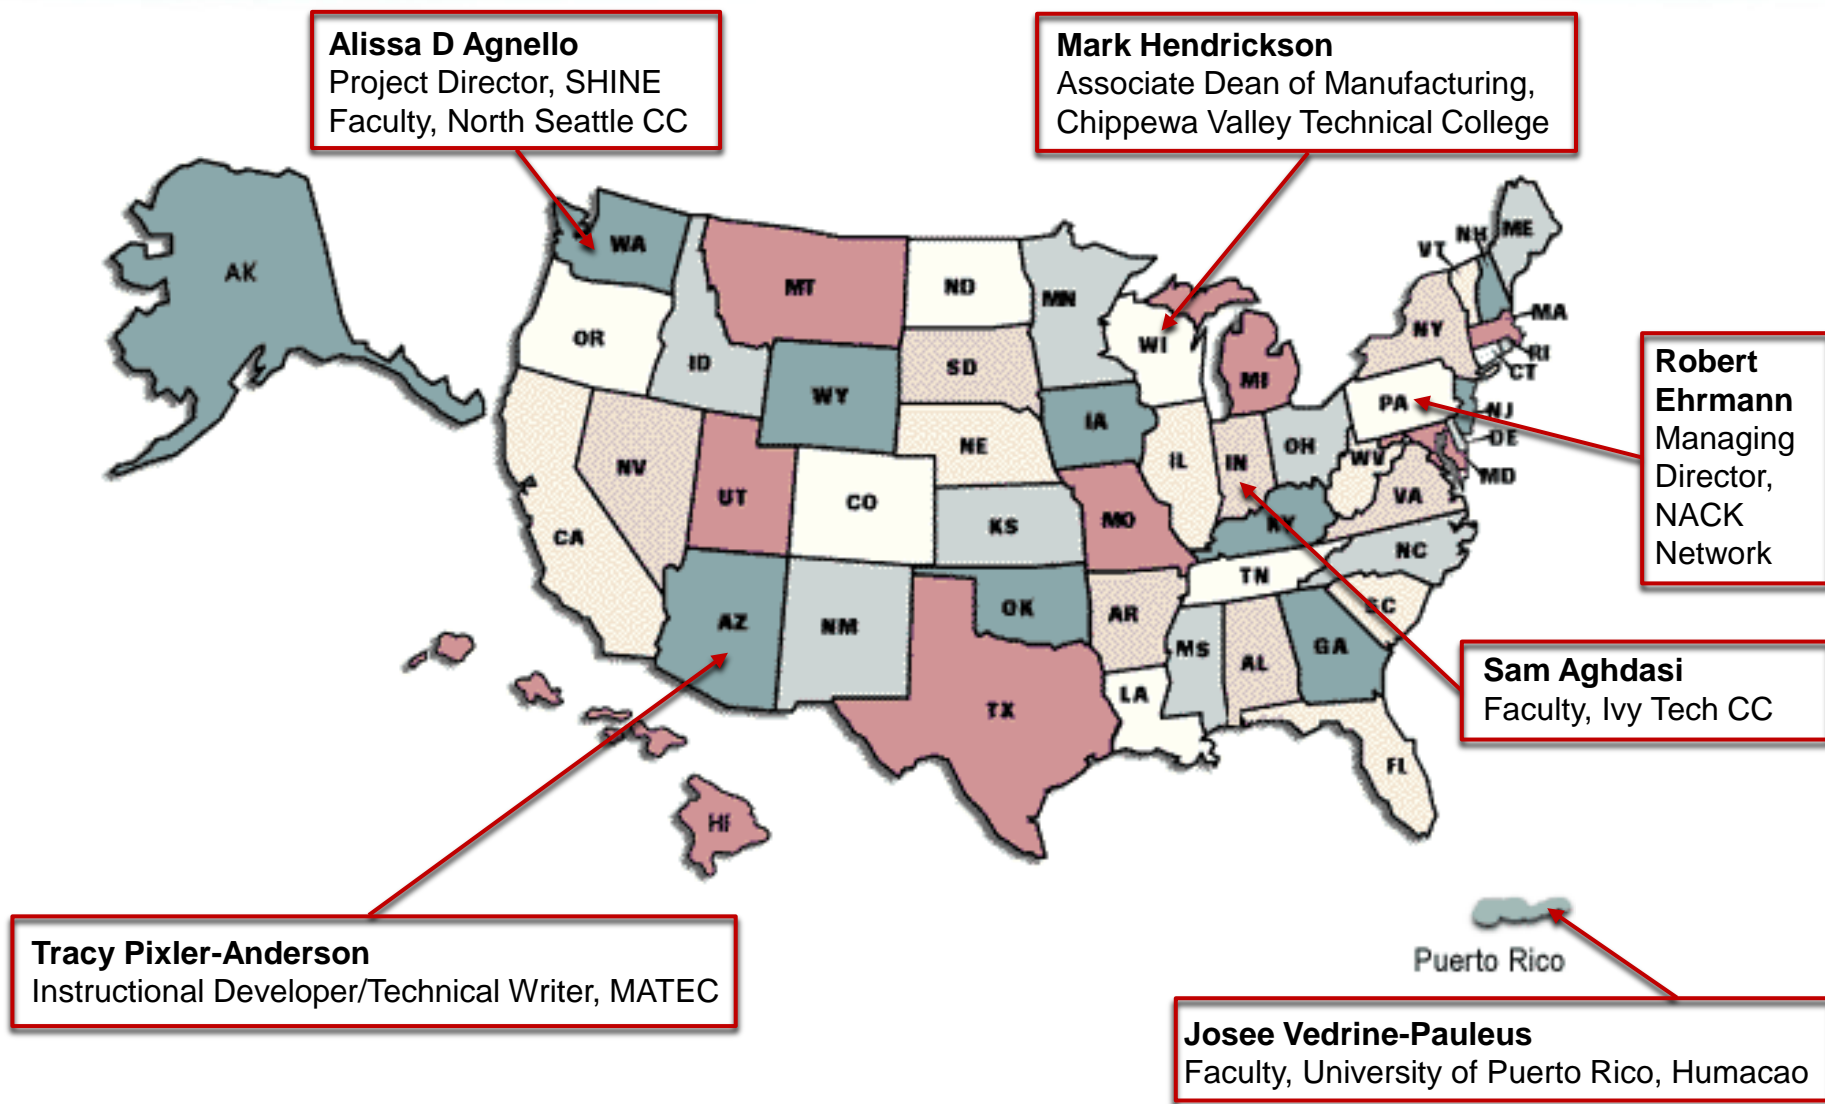 Alissa D Agnello
Project Director, SHINE
Faculty, North Seattle CC
Mark Hendrickson
Associate Dean of Manufacturing,
Chippewa Valley Technical College
Robert
Ehrmann
Managing
Director,
NACK
Network
Sam Aghdasi
Faculty, Ivy Tech CC
Tracy Pixler-Anderson
Instructional Developer/Technical Writer, MATEC
Josee Vedrine-Pauleus
Faculty, University of Puerto Rico, Humacao
Puerto Rico
AK
WA
OR
CA
ID
NV
MT
WY
UT
AZ
CO
NM
ND
SD
NE
KS
OK
TX
MN
IA
MO
AR
LA
WI
IL
MI
IN
OH
KY
TN
Ms
AL
GA
FL
SC
NC
VA
WV
PA
NY
VT
NH
ME
MA
RI
CT
NJ
DE
MD
HI